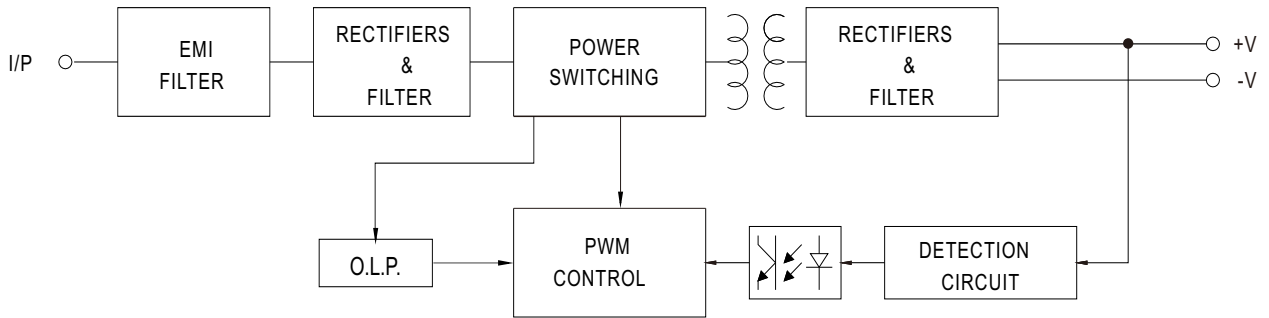 I/P
EMI
FILTER
RECTIFIERS
&
FILTER
POWER
SWITCHING
RECTIFIERS
&
FILTER
+V
-V
O.L.P.
PWM
CONTROL
DETECTION
CIRCUIT